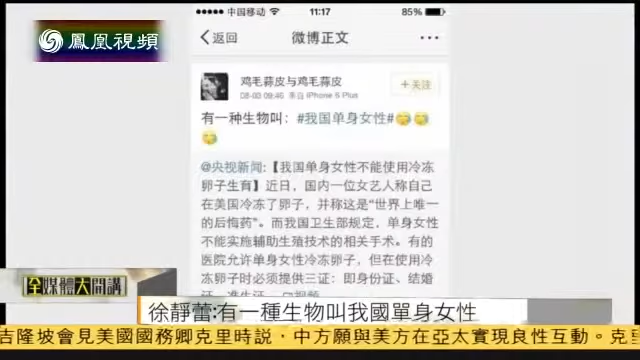 中国移动 11:17 85%
鳳凰視頻
返回 微博正文
鸡毛蒜皮与鸡毛蒜皮 +关注
08-03 09:45 来自 iPhone 6 Plus
有一种生物叫：#我国单身女性#
@央视新闻:【我国单身女性不能使用冷冻
卵子生育】近日，国内一位女艺人称自己
在美国冷冻了卵子，并称这是“世界上唯一
的后悔药”。而我国卫生部规定，单身女性
不能实施辅助生殖技术的相关手术。有的
医院允许单身女性冷冻卵子，但在使用冷
冻卵子时必须提供三证：即身份证、结婚
全媒體大開講
徐靜蕾:有一種生物叫我國單身女性
吉隆坡會見美國國務卿克里時説，中方願與美方在亞太實現良性互動。克